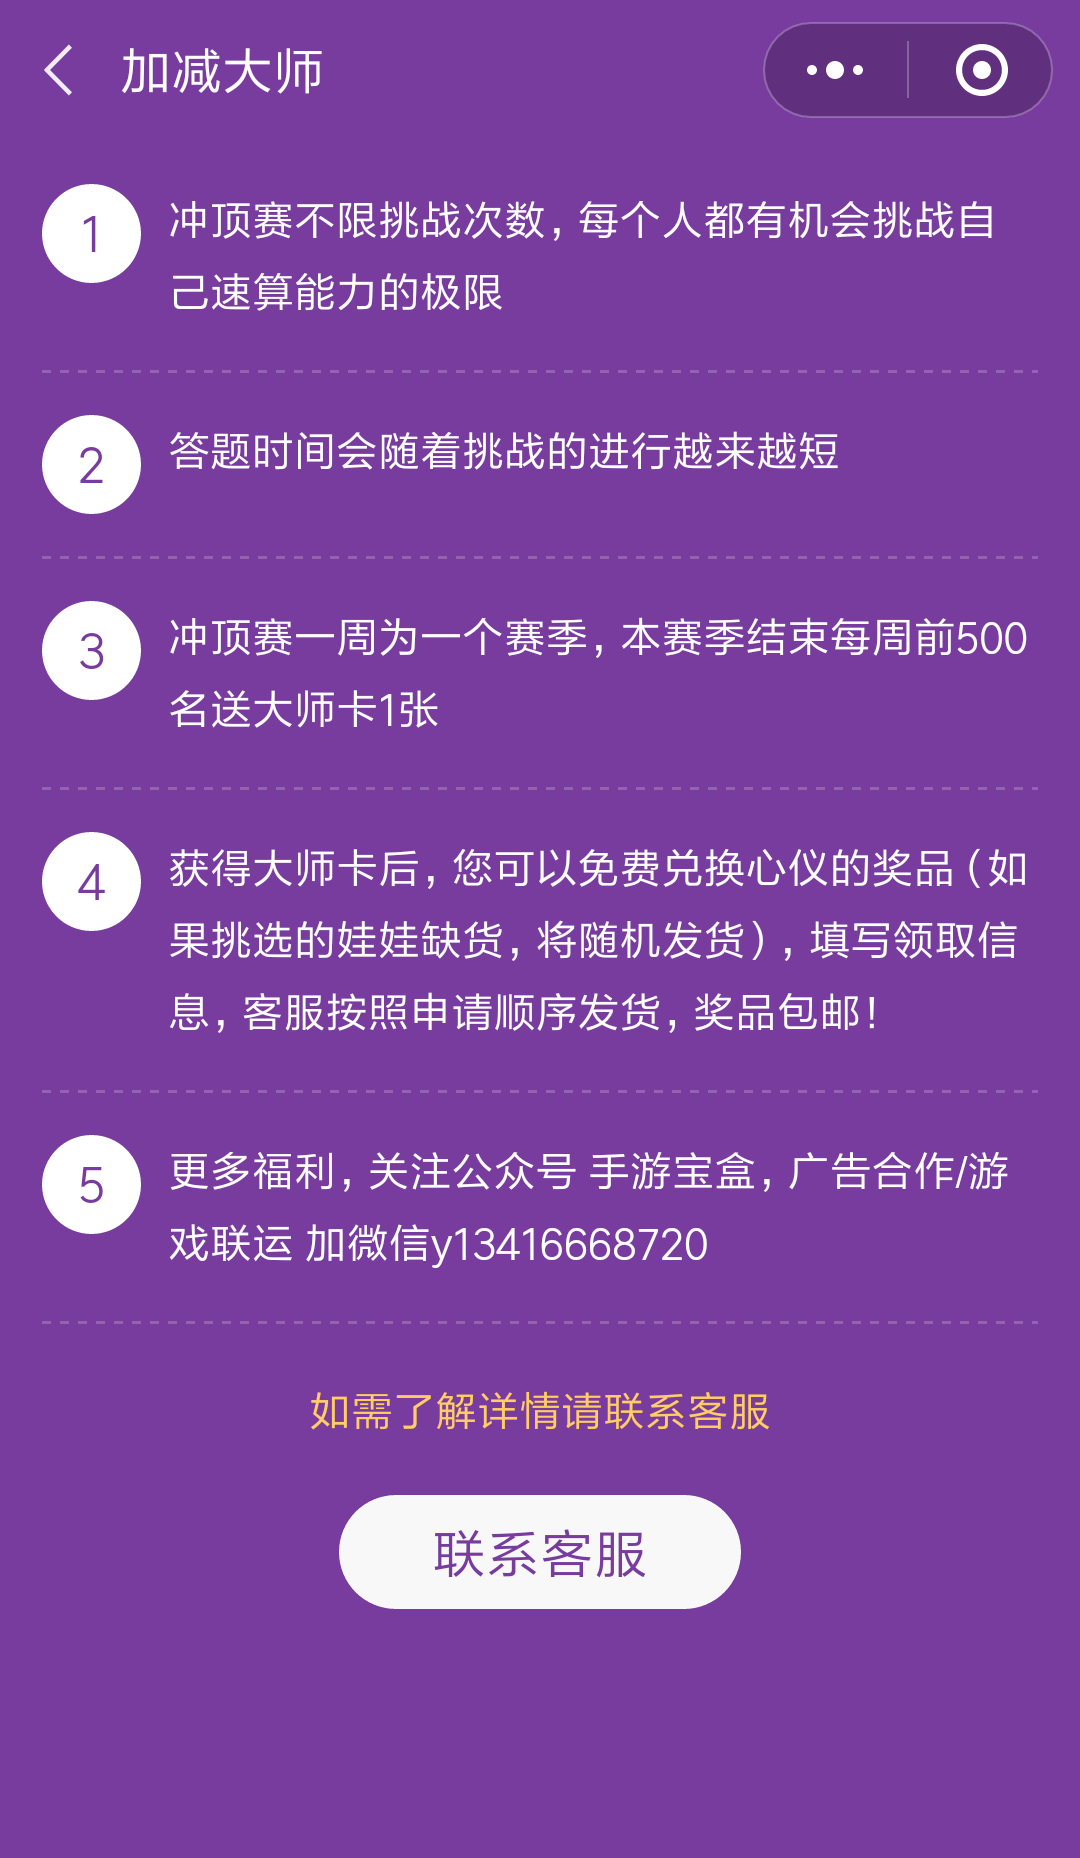 加减大师
1
冲顶赛不限挑战次数，每个人都有机会挑战自
己速算能力的极限
2
答题时间会随着挑战的进行越来越短
3
冲顶赛一周为一个赛季，本赛季结束每周前500
名送大师卡1张
4
获得大师卡后，您可以免费兑换心仪的奖品（如
果挑选的娃娃缺货，将随机发货），填写领取信
息，客服按照申请顺序发货，奖品包邮！
5
更多福利，关注公众号 手游宝盒，广告合作/游
戏联运 加微信y13416668720
如需了解详情请联系客服
联系客服